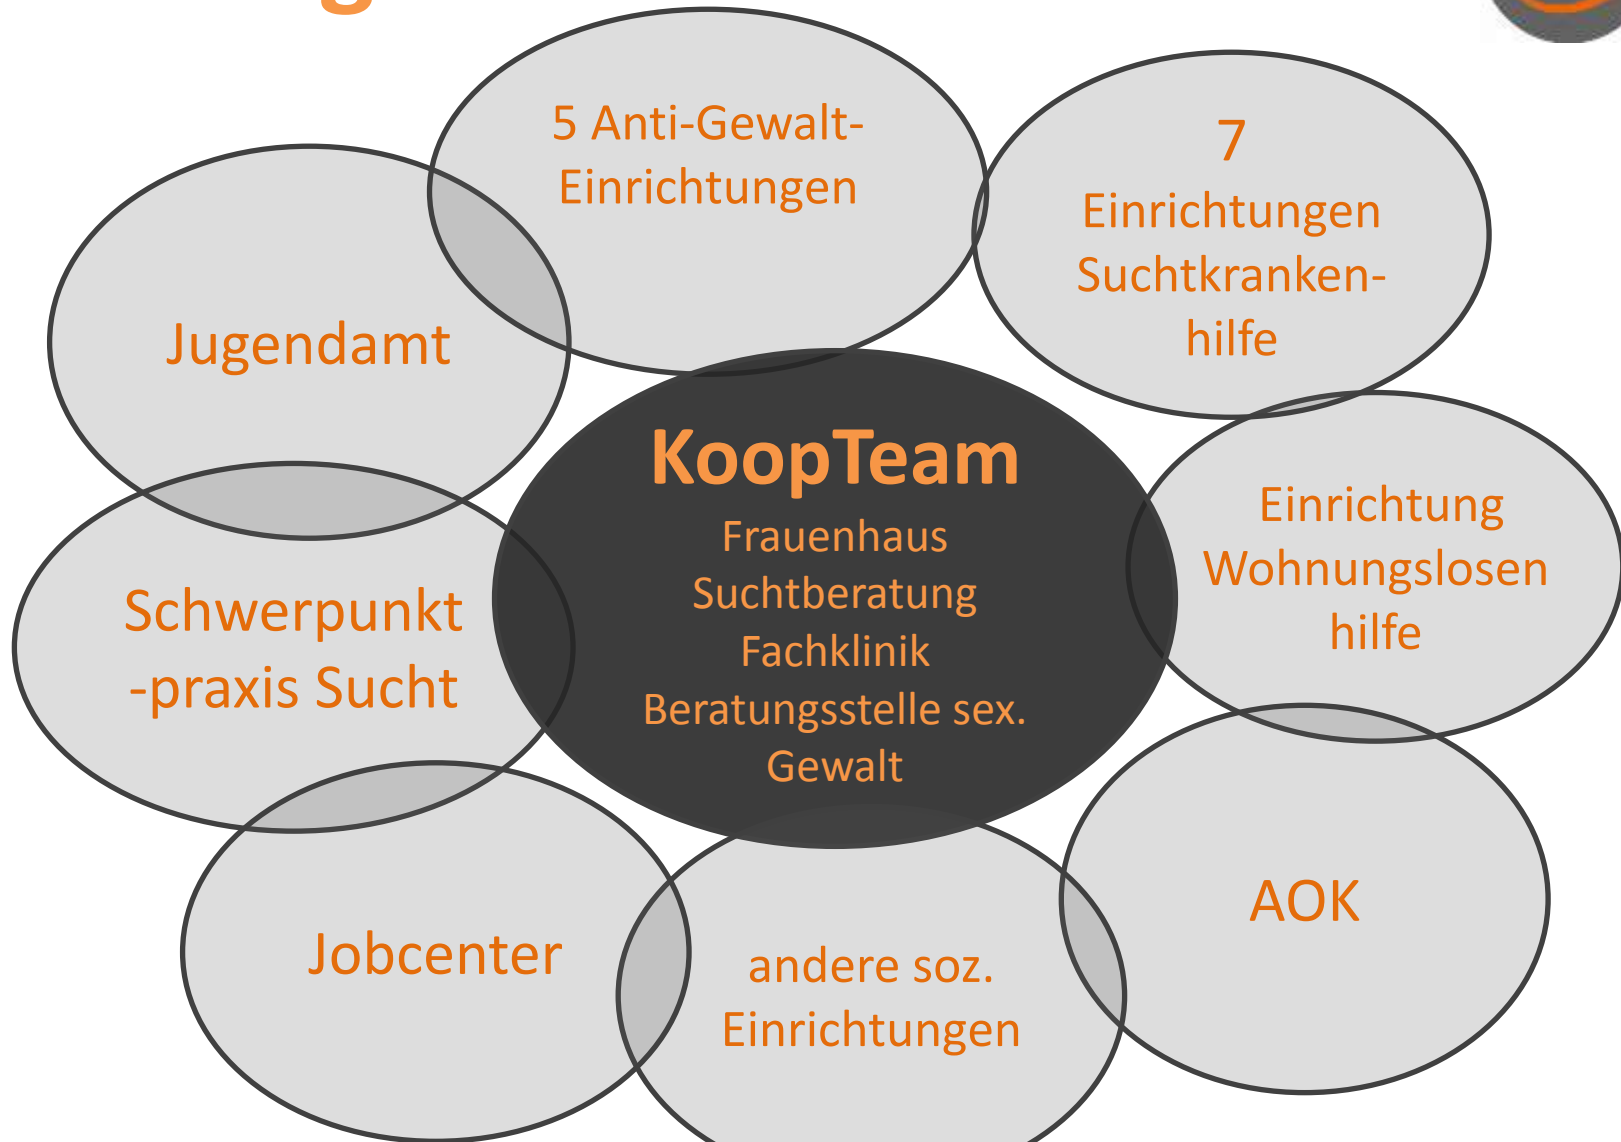 5 Anti-Gewalt-
Einrichtungen
7
Einrichtungen
Suchtkranken-
hilfe
Jugendamt
KoopTeam
Frauenhaus
Suchtberatung
Fachklinik
Beratungsstelle sex.
Gewalt
Einrichtung
Wohnungslosen
hilfe
Schwerpunkt
-praxis Sucht
AOK
Jobcenter
andere soz.
Einrichtungen